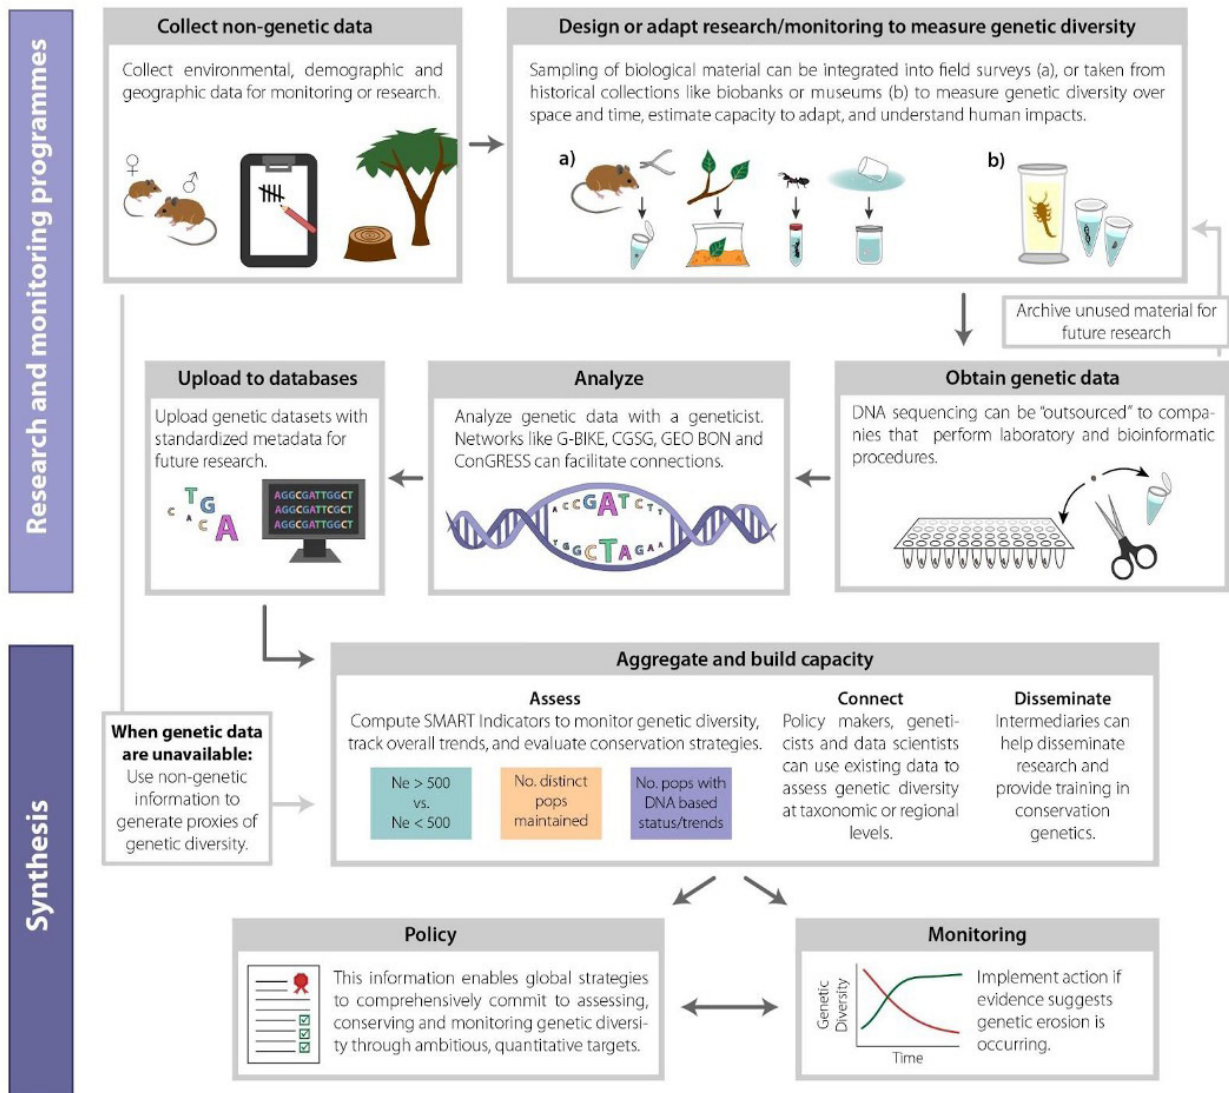 Research and monitoring programmes
Collect non-genetic data
Collect environmental, demographic and
geographic data for monitoring or research.
Design or adapt research/monitoring to measure genetic diversity
Sampling of biological material can be integrated into field surveys (a), or taken from
historical collections like biobanks or museums (b) to measure genetic diversity over
space and time, estimate capacity to adapt, and understand human impacts.
a)
b)
Archive unused material for
future research
Upload to databases
Upload genetic datasets with
standardized metadata for
future research.
T G
C A C A
AGGCGATTGGCT
AGGCGATTCGCT
AGGCGATTGGCT
Analyze
Analyze genetic data with a geneticist.
Networks like G-BIKE, CGSG, GEO BON and
ConGRESS can facilitate connections.
ACCGATCTT
TGGCTAGAA
Obtain genetic data
DNA sequencing can be “outsourced” to compa-
nies that perform laboratory and bioinformatic
procedures.
Synthesis
When genetic data
are unavailable:
Use non-genetic
information to
generate proxies of
genetic diversity.
Aggregate and build capacity
Assess
Compute SMART Indicators to monitor genetic diversity,
track overall trends, and evaluate conservation strategies.
Ne > 500
vs.
Ne < 500
No. distinct
pops
maintained
No. pops with
DNA based
status/trends
Connect
Policy makers, geneti-
cists and data scientists
can use existing data to
assess genetic diversity
at taxonomic or regional
levels.
Disseminate
Intermediaries can
help disseminate
research and
provide training in
conservation
genetics.
Policy
This information enables global strategies
to comprehensively commit to assessing,
conserving and monitoring genetic diversi-
ty through ambitious, quantitative targets.
Monitoring
Genetic
Diversity
Time
Implement action if
evidence suggests
genetic erosion is
occurring.